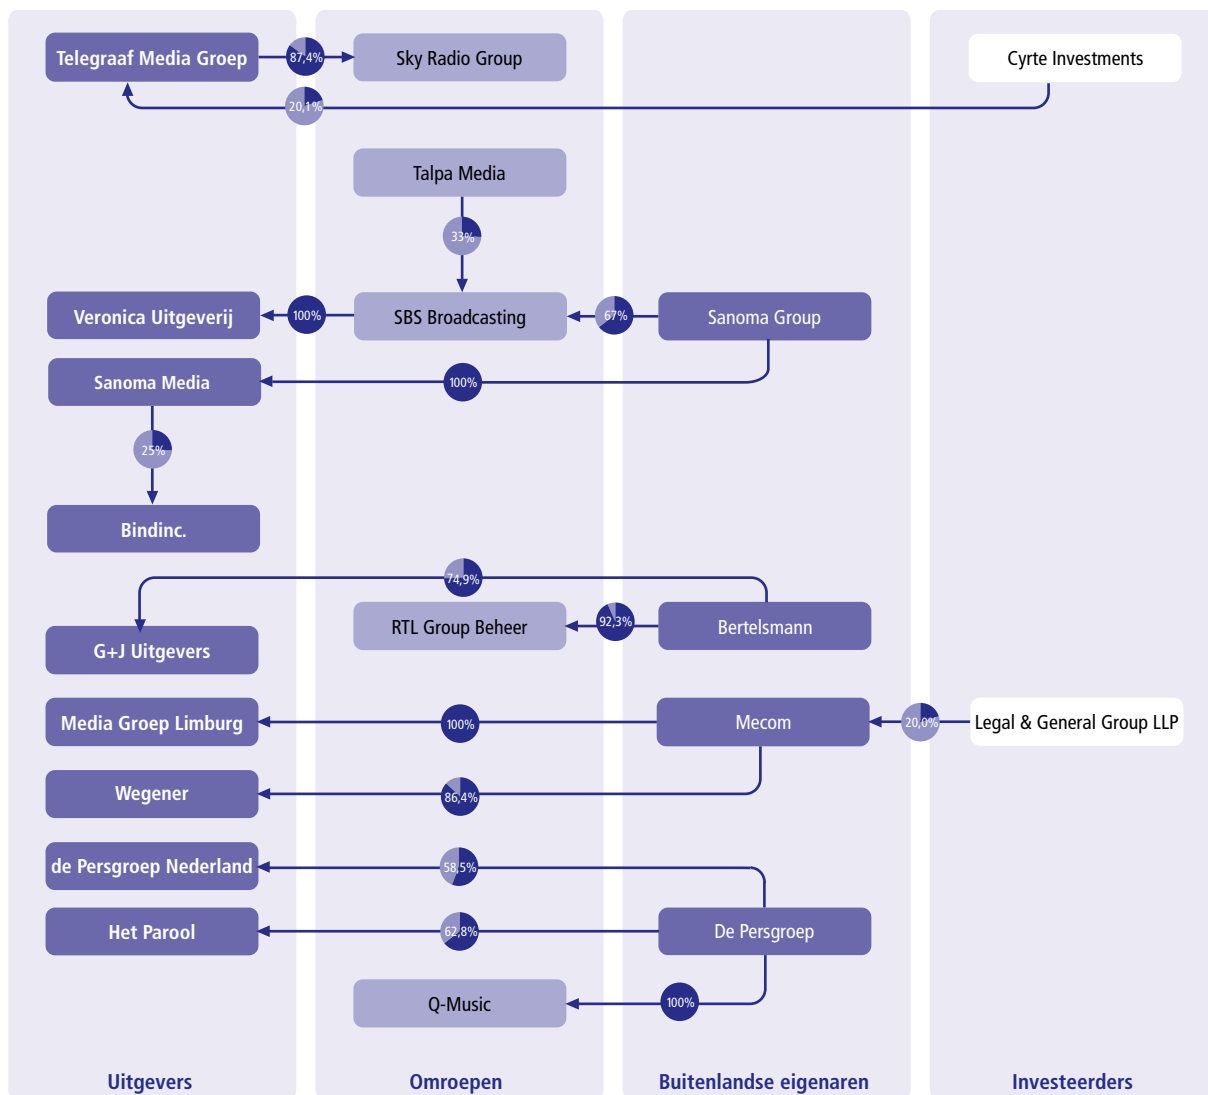 Telegraaf Media Groep
87,4%
Sky Radio Group
Cyrte Investments
20,1%
Talpa Media
33%
Veronica Uitgeverij
100%
SBS Broadcasting
67%
Sanoma Group
Sanoma Media
100%
25%
Bindinc.
74,9%
RTL Group Beheer
92,3%
Bertelsmann
G+J Uitgevers
Media Groep Limburg
100%
Mecom
20,0%
Legal & General Group LLP
Wegener
86,4%
de Persgroep Nederland
58,5%
Het Parool
62,8%
De Persgroep
Q-Music
100%
Uitgevers
Omroepen
Buitenlandse eigenaren
Investeerders